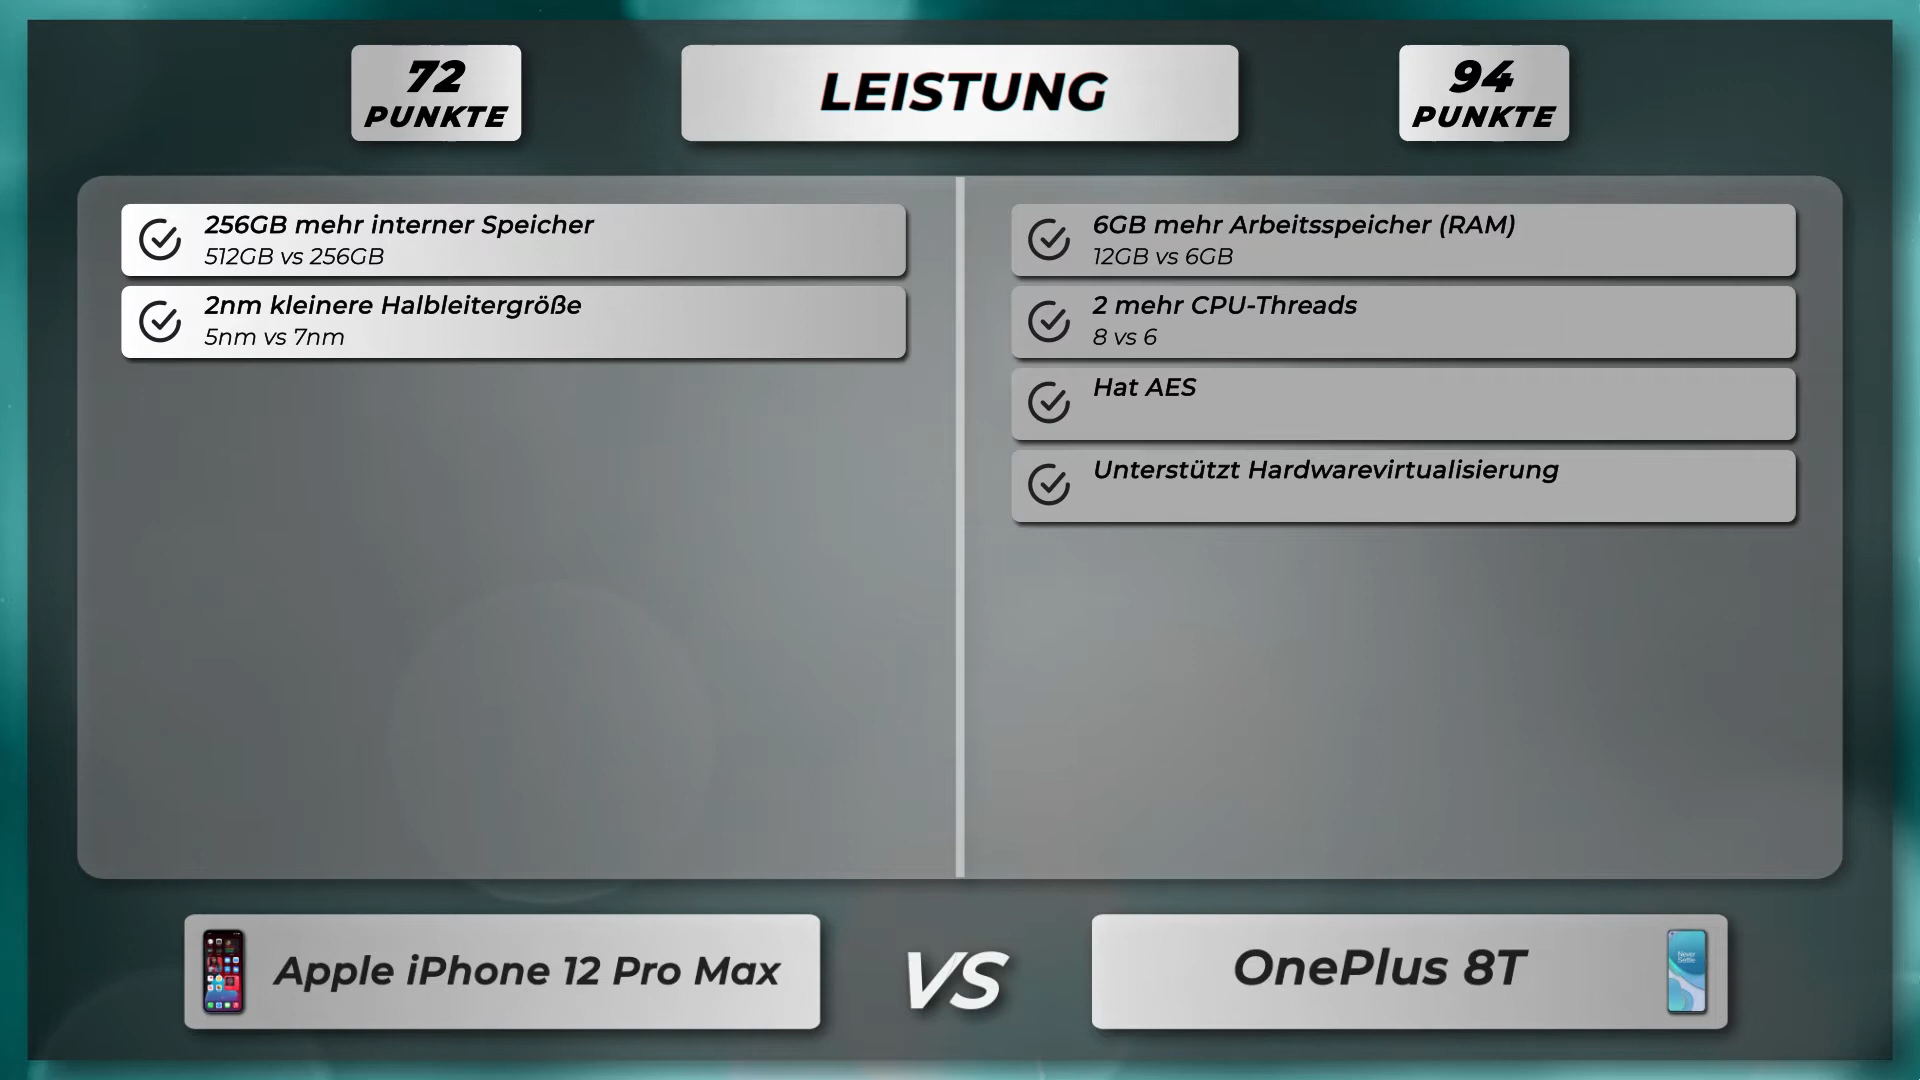 72
PUNKTE
LEISTUNG
94
PUNKTE
256GB mehr interner Speicher
512GB vs 256GB
2nm kleinere Halbleitergröße
5nm vs 7nm
6GB mehr Arbeitsspeicher (RAM)
12GB vs 6GB
2 mehr CPU-Threads
8 vs 6
Hat AES
Unterstützt Hardwarevirtualisierung
Apple iPhone 12 Pro Max
VS
OnePlus 8T
Never
Settle